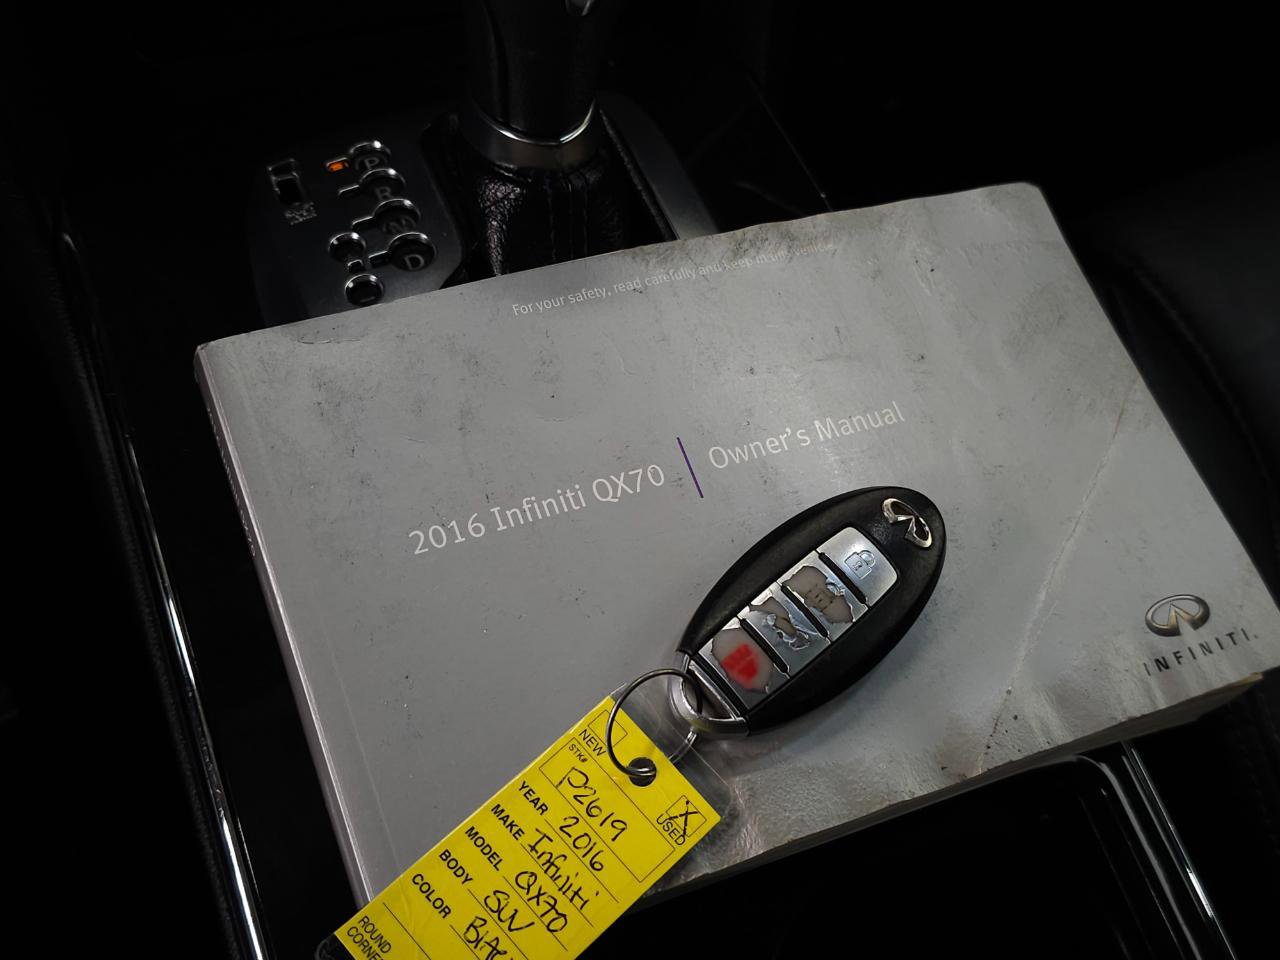 P
R
N
D
For your safety, read carefully and keep in this vehicle.
2016 Infiniti QX70 | Owner's Manual
INFINITI
NEW
STK# P2619
X USED
YEAR 2016
MAKE Infiniti
MODEL QX70
BODY SUV
COLOR
ROUND